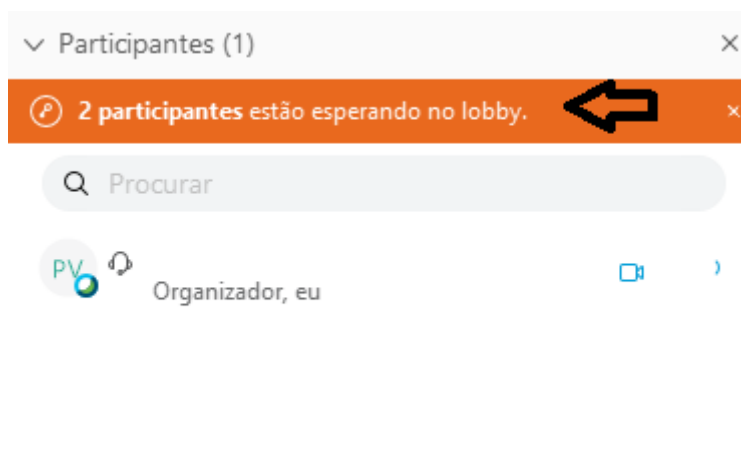 Participantes (1)
2 participantes estão esperando no lobby.
Procurar
PV
Organizador, eu